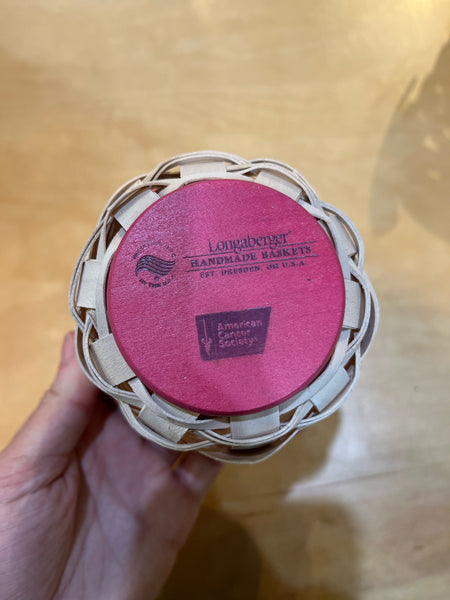 Longaberger®
HANDMADE BASKETS
EST. DRESDEN, OH U.S.A.
American
Cancer
Society®